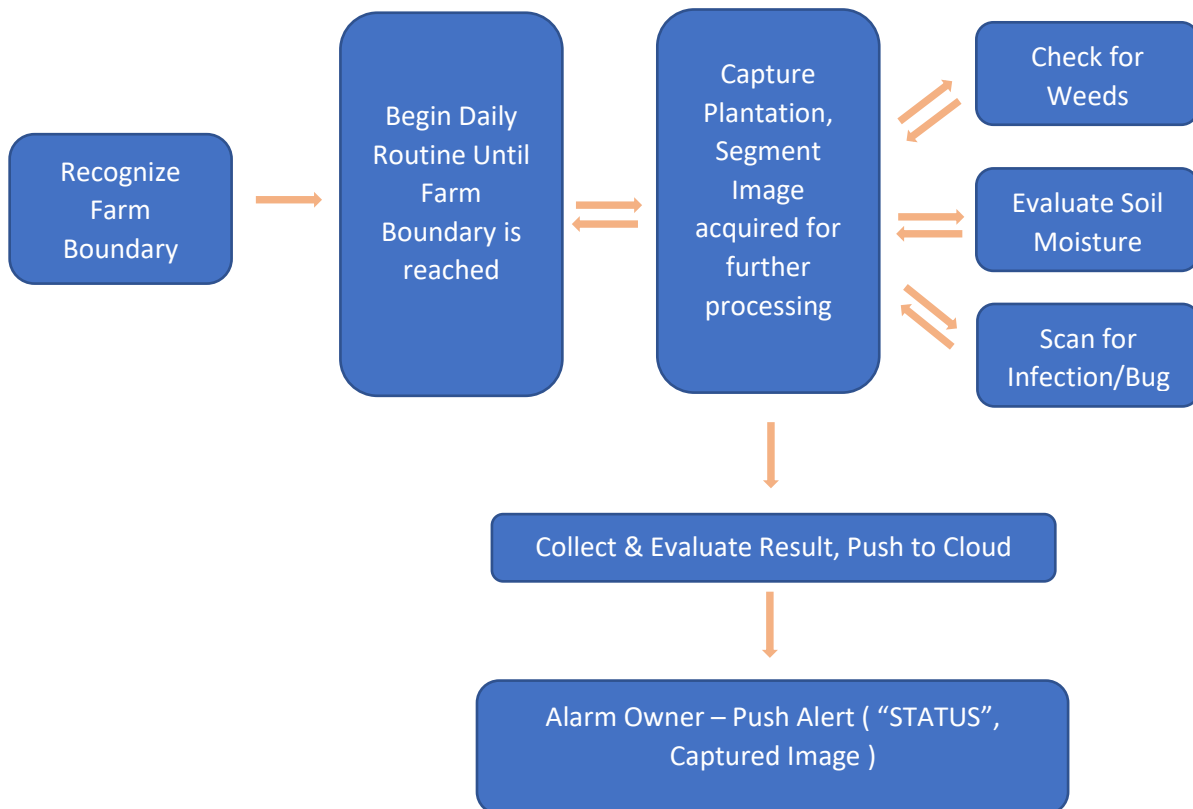 Recognize
Farm
Boundary
Begin Daily
Routine Until
Farm
Boundary is
reached
Capture
Plantation,
Segment
Image
acquired for
further
processing
Check for
Weeds
Evaluate Soil
Moisture
Scan for
Infection/Bug
Collect & Evaluate Result, Push to Cloud
Alarm Owner – Push Alert ( “STATUS”,
Captured Image )